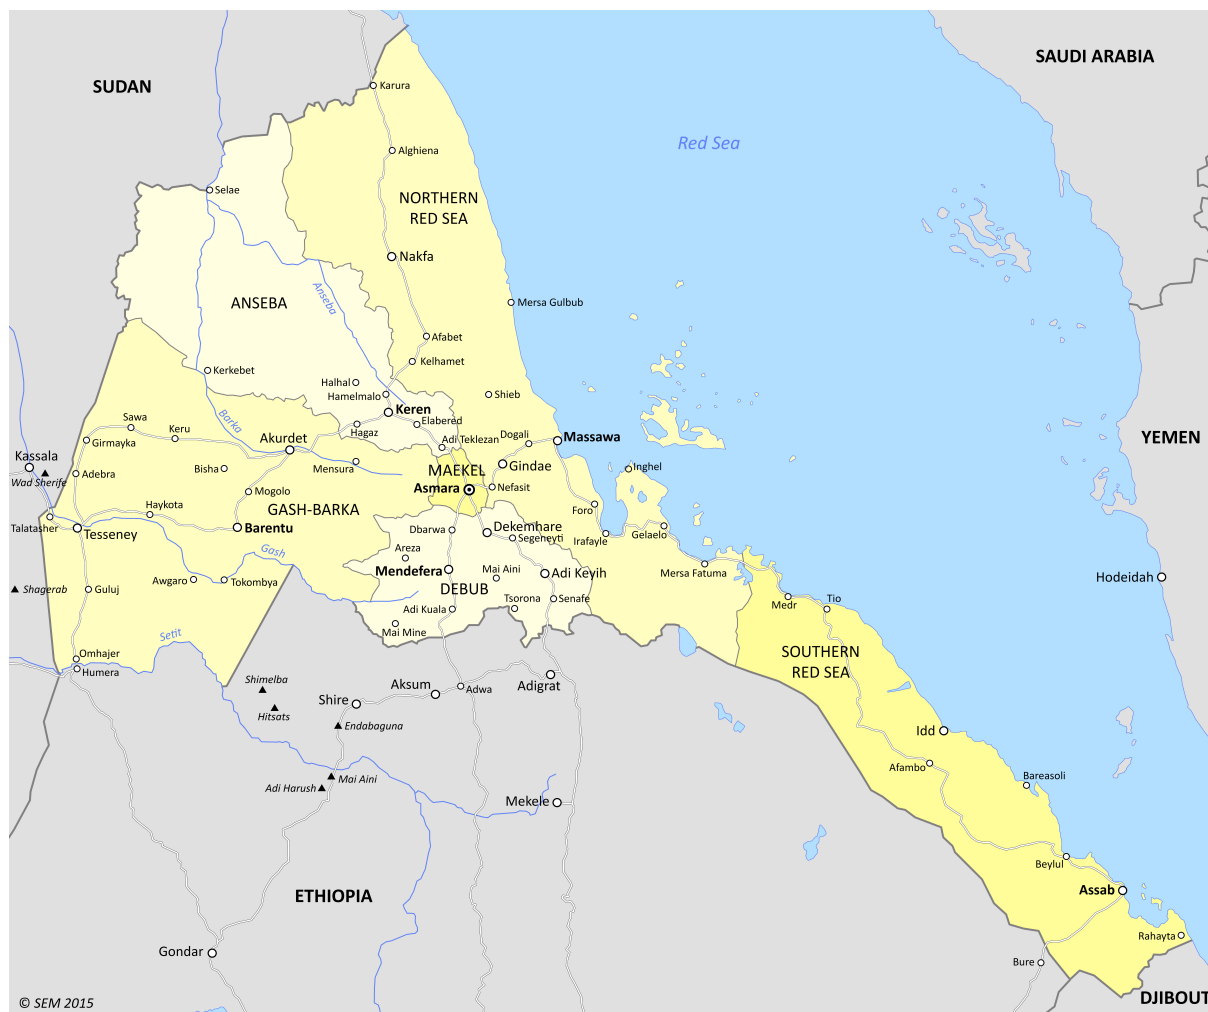 SAUDI ARABIA
SUDAN
Karura
Red Sea
Alghiena
Selae
NORTHERN
RED SEA
Nakfa
Anseba
ANSEBA
Mersa Gulbub
Afabet
Kelhamet
Kerkebet
Halhal
Hamelmalo
Shieb
Keren
Barka
Sawa
Elabered
Keru
Hagaz
Dogali
Massawa
YEMEN
Girmayka
Akurdet
Adi Teklezan
Kassala
Bisha
Mensura
MAEKEL
Gindae
Inghel
Wad Sherife
Adebra
Asmara
Nefasit
Mogolo
Haykota
GASH-BARKA
Foro
Talatasher
Tesseney
Barentu
Dbarwa
Dekemhare
Segeneyti
Irafayle
Gelaelo
Gash
Areza
Mendefera
Mai Aini
Adi Keyih
Mersa Fatuma
Hodeidah
Awgaro
Tokombya
Shagerab
Guluj
DEBUB
Tsorona
Senafe
Medr
Tio
Adi Kuala
Mai Mine
Setit
Omhajer
Humera
SOUTHERN
RED SEA
Shimelba
Aksum
Adwa
Adigrat
Shire
Hitsats
Endabaguna
Idd
Afambo
Mai Aini
Adi Harush
Bareasoli
Mekele
Beylul
Assab
ETHIOPIA
Rahayta
Gondar
Bure
© SEM 2015
DJIBOUT